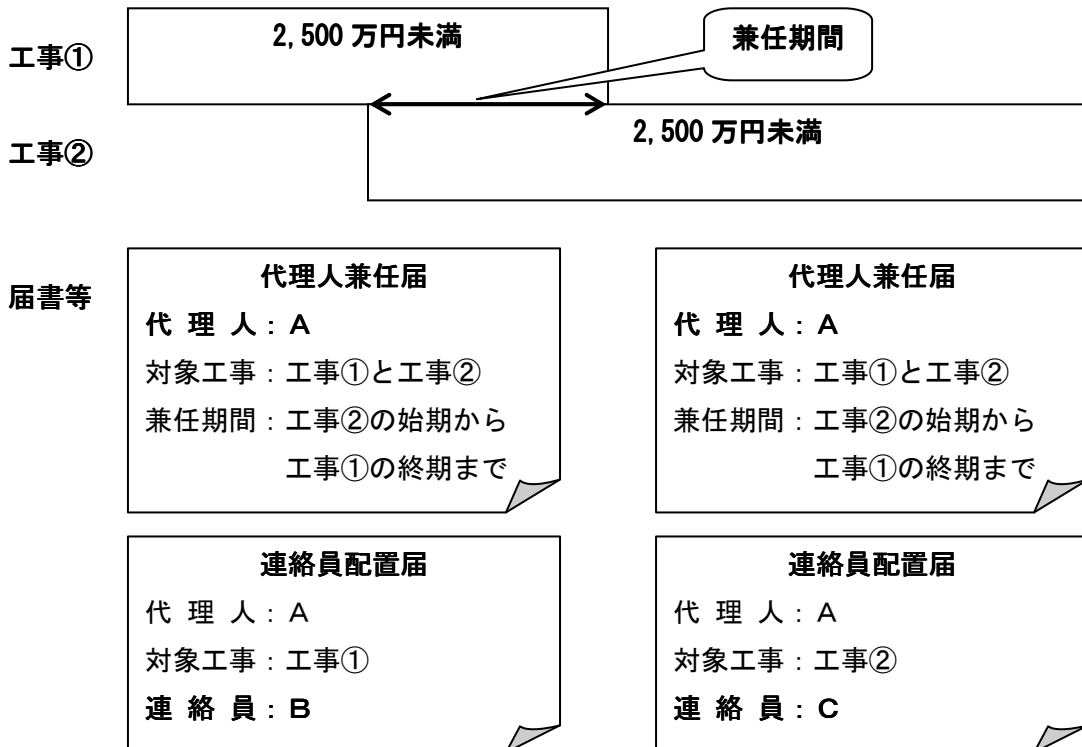 工事①
2,500万円未満
兼任期間
工事②
2,500万円未満
届書等
代理人兼任届
代 理 人：A
対象工事：工事①と工事②
兼任期間：工事②の始期から
工事①の終期まで
代理人兼任届
代 理 人：A
対象工事：工事①と工事②
兼任期間：工事②の始期から
工事①の終期まで
連絡員配置届
代 理 人：A
対象工事：工事①
連 絡 員：B
連絡員配置届
代 理 人：A
対象工事：工事②
連 絡 員：C